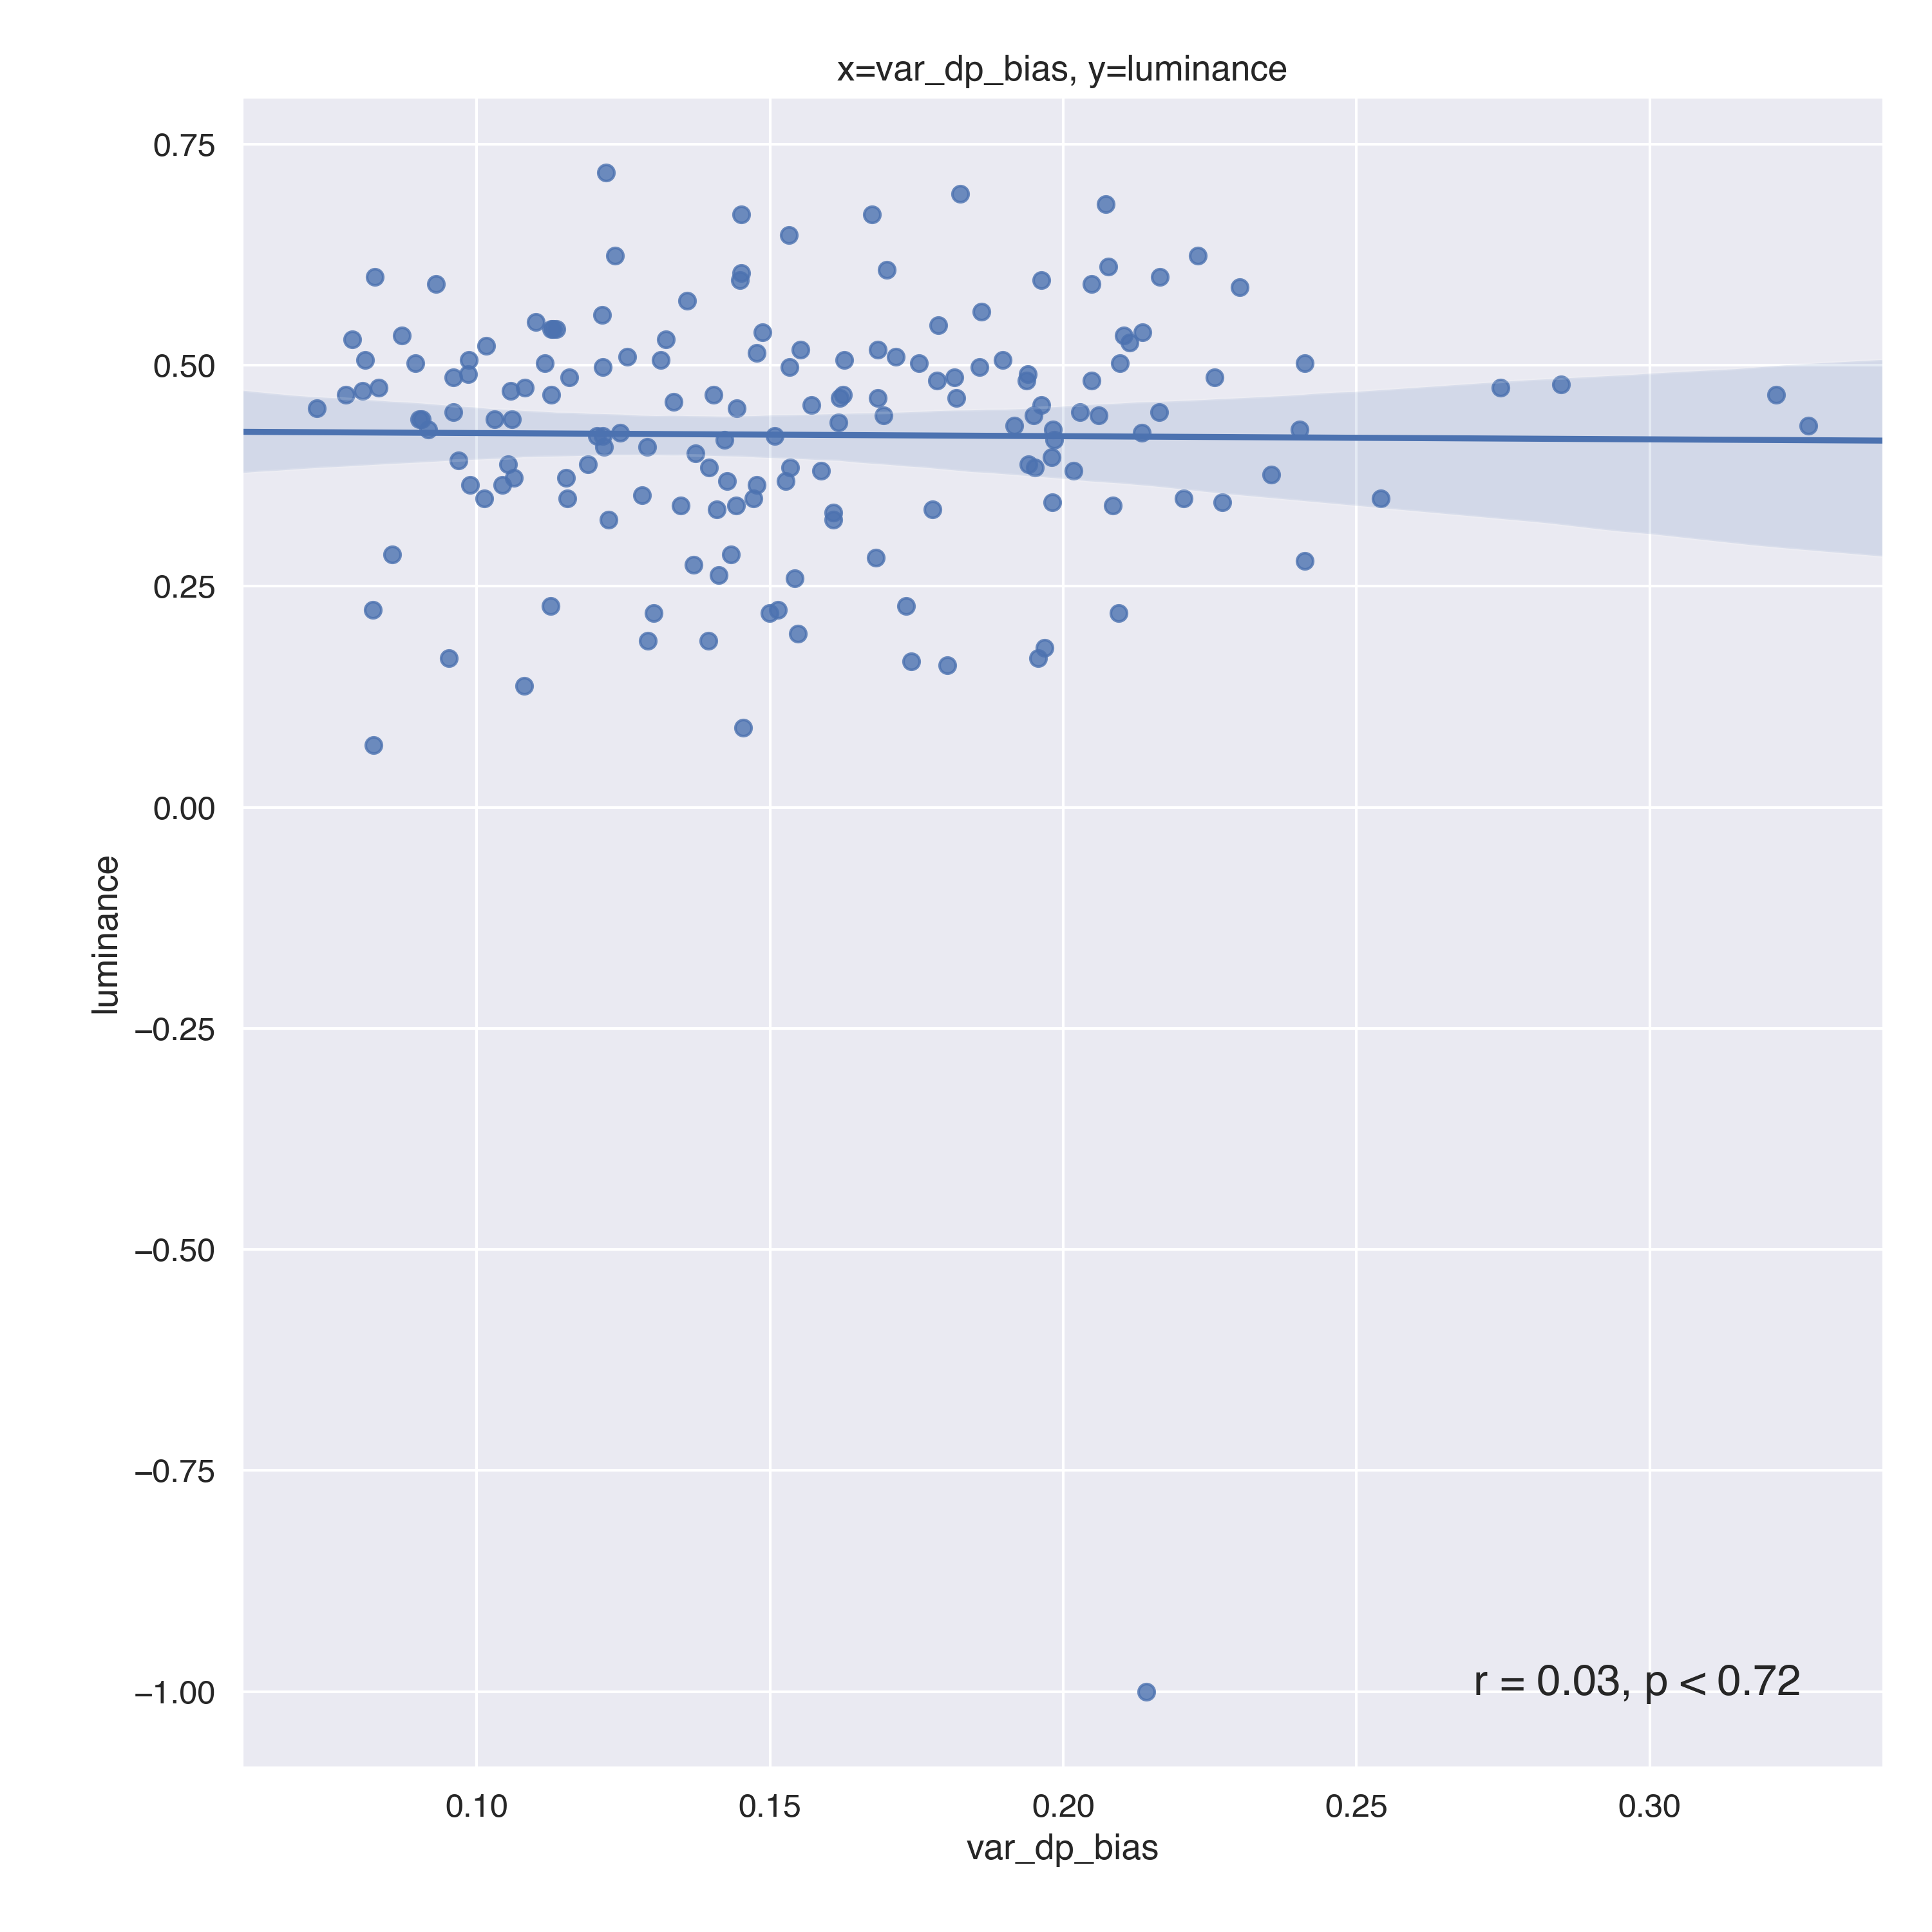 x=var_dp_bias, y=luminance
0.75
0.50
0.25
0.00
luminance
−0.25
−0.50
−0.75
−1.00
r = 0.03, p < 0.72
0.10 0.15 0.20 0.25 0.30
var_dp_bias